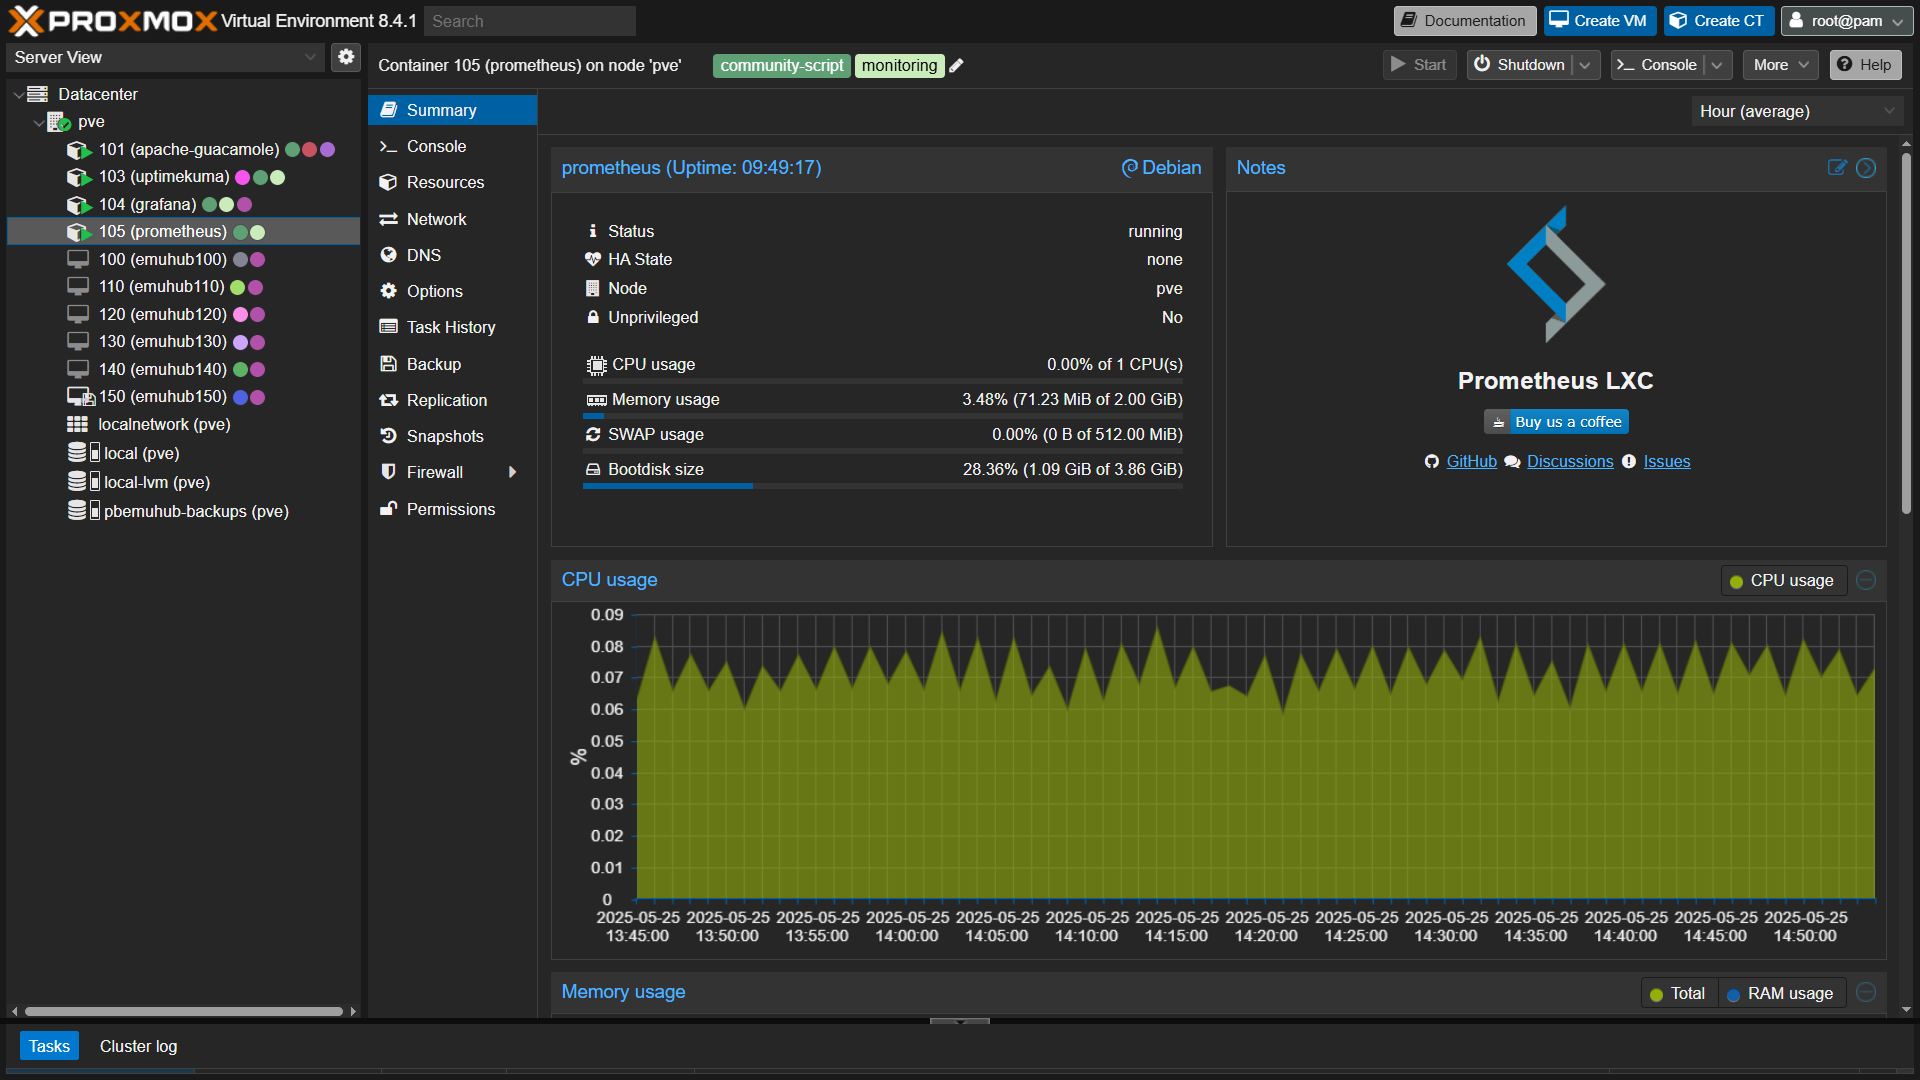 PROXMOX Virtual Environment 8.4.1 Search Documentation Create VM Create CT root@pam
Server View
Container 105 (prometheus) on node 'pve' community-script monitoring Start Shutdown Console More Help
Datacenter
pve
101 (apache-guacamole)
103 (uptimekuma)
104 (grafana)
105 (prometheus)
100 (emuhub100)
110 (emuhub110)
120 (emuhub120)
130 (emuhub130)
140 (emuhub140)
150 (emuhub150)
localnetwork (pve)
local (pve)
local-lvm (pve)
pbemuhub-backups (pve)
Summary
Console
Resources
Network
DNS
Options
Task History
Backup
Replication
Snapshots
Firewall
Permissions
Hour (average)
prometheus (Uptime: 09:49:17) Debian
Status running
HA State none
Node pve
Unprivileged No
CPU usage 0.00% of 1 CPU(s)
Memory usage 3.48% (71.23 MiB of 2.00 GiB)
SWAP usage 0.00% (0 B of 512.00 MiB)
Bootdisk size 28.36% (1.09 GiB of 3.86 GiB)
Notes
Prometheus LXC
Buy us a coffee
GitHub Discussions Issues
CPU usage CPU usage
0.09
0.08
0.07
0.06
0.05
%
0.04
0.03
0.02
0.01
0
2025-05-25 2025-05-25 2025-05-25 2025-05-25 2025-05-25 2025-05-25 2025-05-25 2025-05-25 2025-05-25 2025-05-25 2025-05-25 2025-05-25 2025-05-25 2025-05-25
13:45:00 13:50:00 13:55:00 14:00:00 14:05:00 14:10:00 14:15:00 14:20:00 14:25:00 14:30:00 14:35:00 14:40:00 14:45:00 14:50:00
Memory usage Total RAM usage
Tasks Cluster log